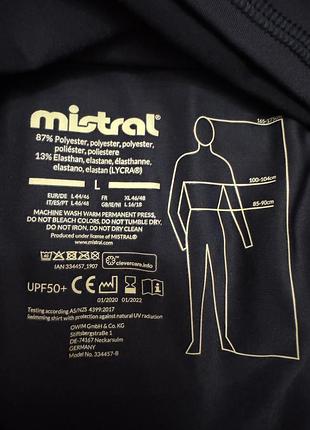 mistral®
87% Polyester, polyester,
poliéster, poliestere
13% Elasthan, elastane, élasthanne,
elastano, elastan (LYCRA®)
L
EUR/DE L 44/46 FR XL 46/48
IT/ES/PT L 46/48 GB/IE/NI L 16/18
MACHINE WASH WARM PERMANENT PRESS,
DO NOT BLEACH COLORS, DO NOT TUMBLE DRY,
DO NOT IRON, DO NOT DRY CLEAN
Produced under license of MISTRAL®
www.mistral.com
IAN 334457_1907
clevercare.info
UPF50+
01/2020
01/2022
Testing according AS/NZS 4399:2017
Swimming shirt with protection against natural UV radiation
OWIM GmbH & Co. KG
Stiftsbergstraße 1
DE-74167 Neckarsulm
GERMANY
Model No. 334457-B
100-104cm
85-90cm